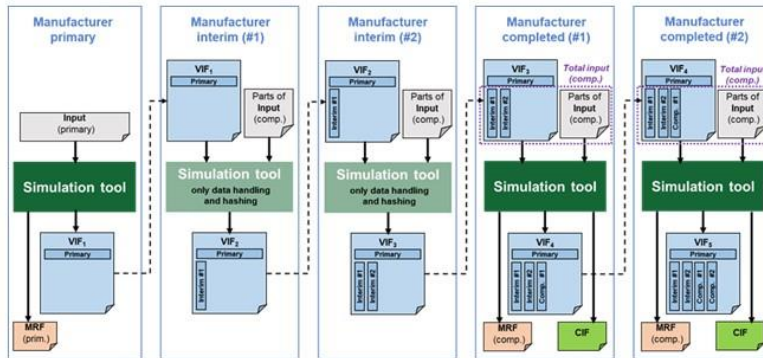 Manufacturer
primary
Input
(primary)
Simulation tool
VIF1
Primary
MRF
(prim.)
Manufacturer
interim (#1)
VIF1
Primary
Parts of
Input
(comp.)
Simulation tool
only data handling
and hashing
VIF2
Primary
Interim #1
Manufacturer
interim (#2)
VIF2
Primary
Interim #1
Parts of
Input
(comp.)
Simulation tool
only data handling
and hashing
VIF3
Primary
Interim #1
Interim #2
Manufacturer
completed (#1)
VIF3
Primary
Interim #1
Interim #2
Total input
(comp.)
Parts of
Input
(comp.)
Simulation tool
VIF4
Primary
Interim #1
Interim #2
Comp. #1
MRF
(comp.)
CIF
Manufacturer
completed (#2)
VIF4
Primary
Interim #1
Interim #2
Comp. #1
Total input
(comp.)
Parts of
Input
(comp.)
Simulation tool
VIF5
Primary
Interim #1
Interim #2
Comp. #1
Comp. #2
MRF
(comp.)
CIF